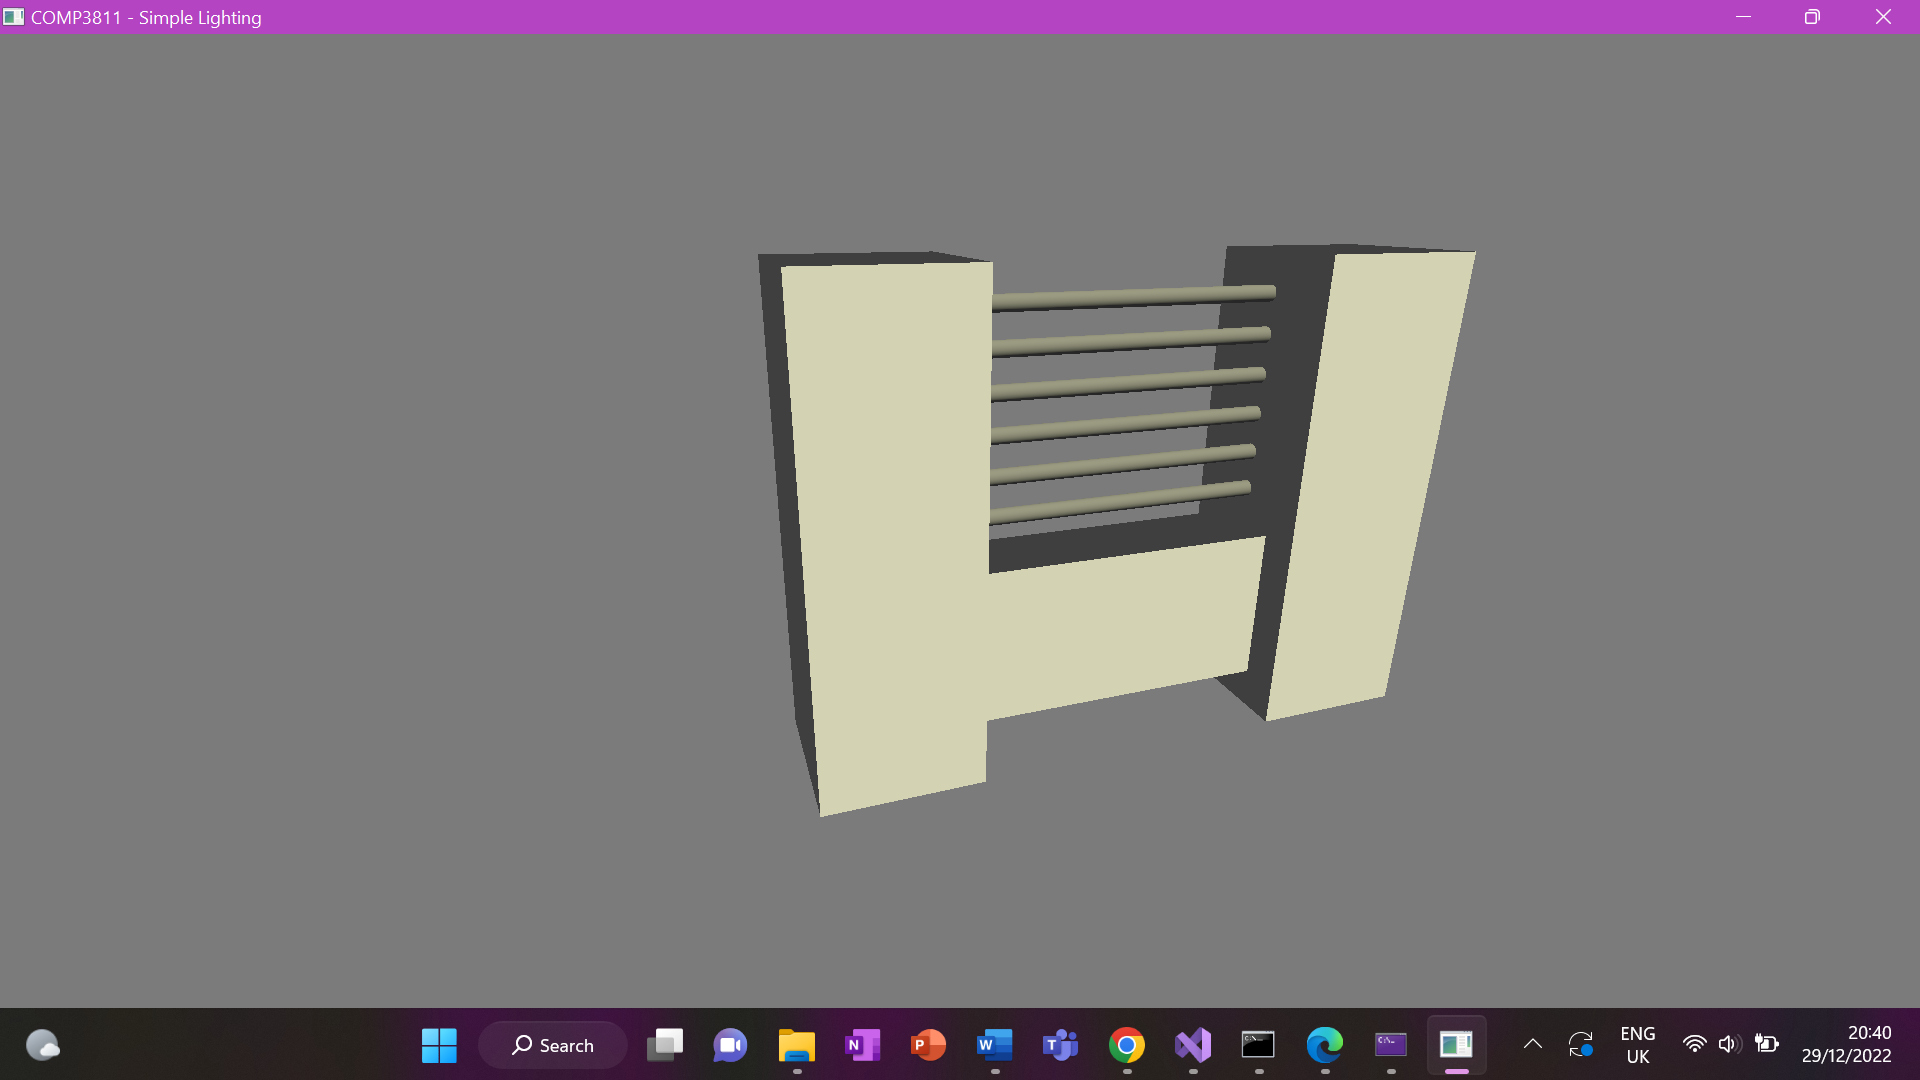 COMP3811 - Simple Lighting
Search
N
P
W
T
C:\_
C:\_
ENG
UK
20:40
29/12/2022